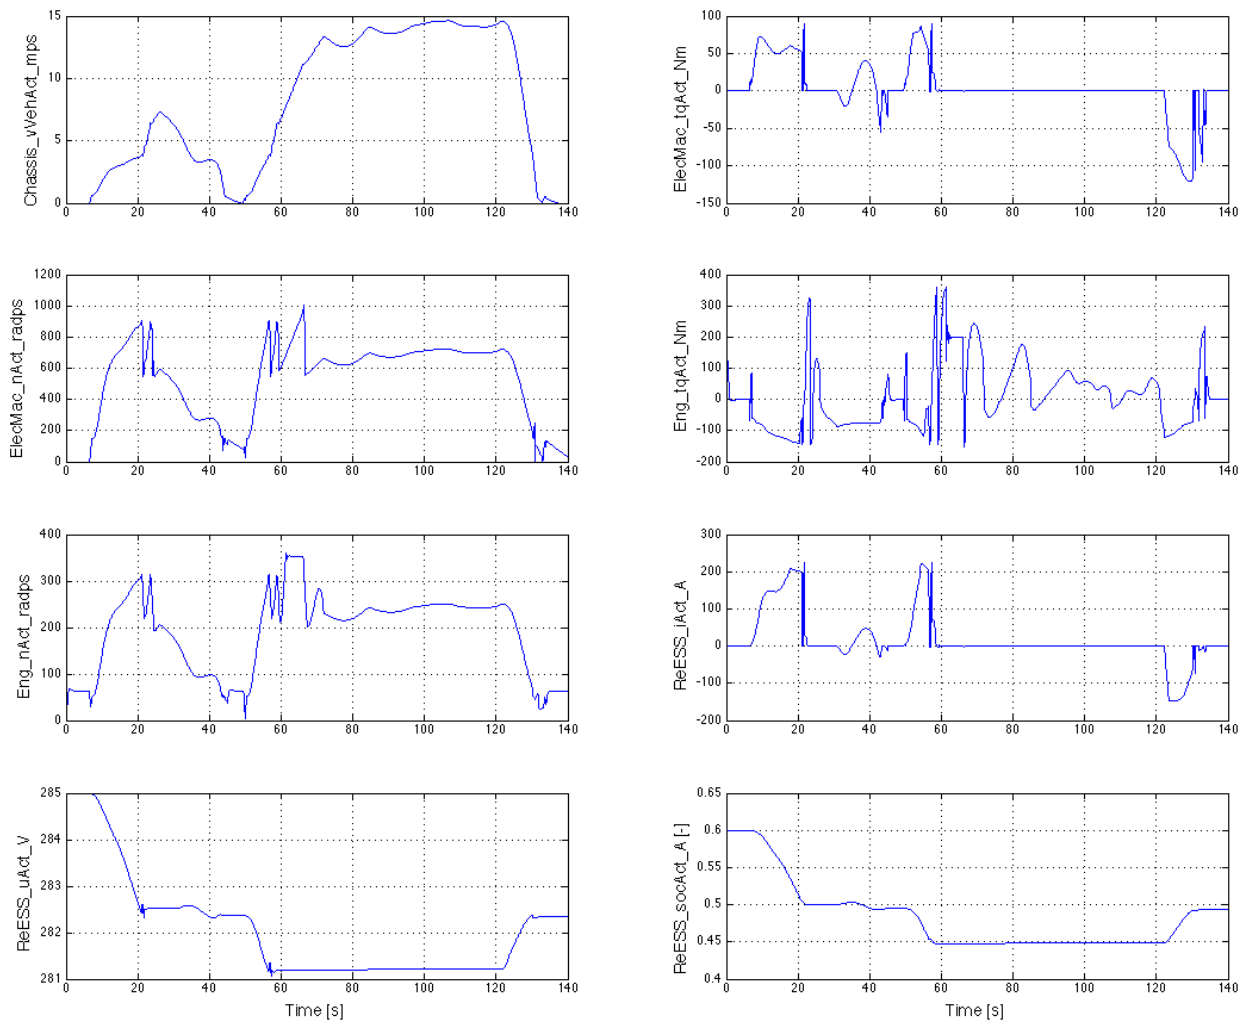 Chassis_vVehAct_mps
15
10
5
0
0 20 40 60 80 100 120 140
ElecMac_tqAct_Nm
100
50
0
-50
-100
-150
0 20 40 60 80 100 120 140
ElecMac_nAct_radps
1200
1000
800
600
400
200
0
0 20 40 60 80 100 120 140
Eng_tqAct_Nm
400
300
200
100
0
-100
-200
0 20 40 60 80 100 120 140
Eng_nAct_radps
400
300
200
100
0
0 20 40 60 80 100 120 140
ReESS_iAct_A
300
200
100
0
-100
-200
0 20 40 60 80 100 120 140
ReESS_uAct_V
285
284
283
282
281
0 20 40 60 80 100 120 140
Time [s]
ReESS_socAct_A [-]
0.65
0.6
0.55
0.5
0.45
0.4
0 20 40 60 80 100 120 140
Time [s]